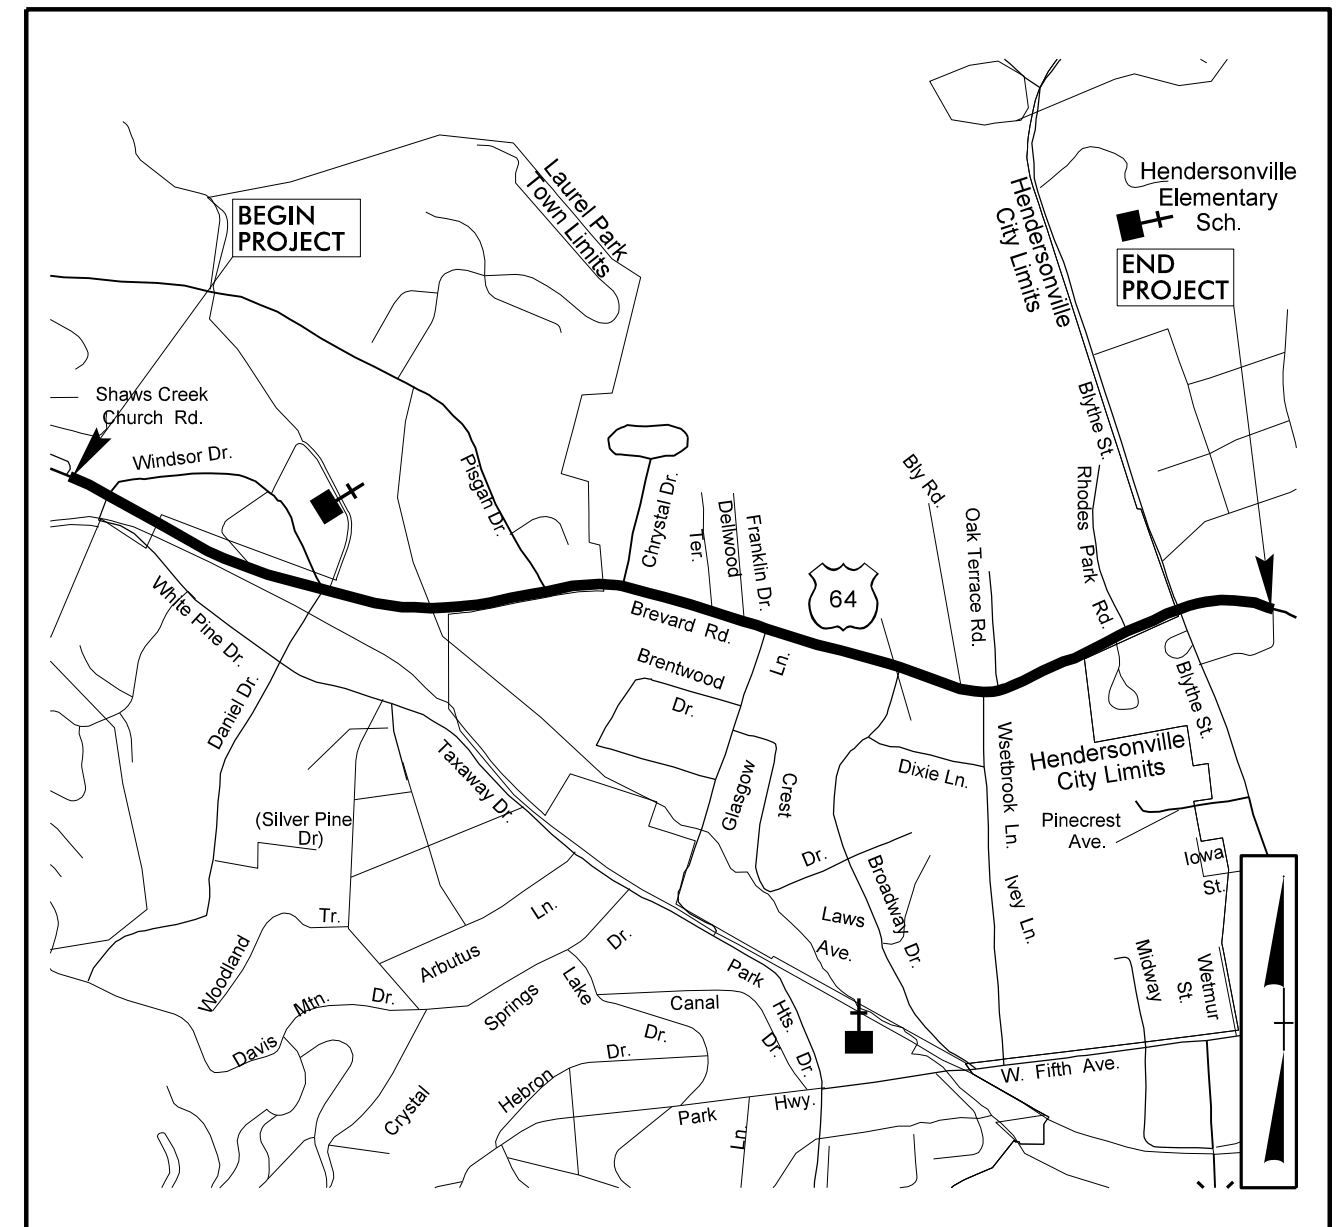 Hendersonville
Elementary
Sch.
Laurel Park
Town Limits
Hendersonville
City Limits
BEGIN
PROJECT
END
PROJECT
Shaws Creek
Church Rd.
Windsor Dr.
Pisgah Dr.
Chrystal Dr.
Dellwood
Ter.
Franklin Dr.
Bly Rd.
Oak Terrace Rd.
Blythe St.
Rhodes Park Rd.
64
White Pine Dr.
Brevard Rd.
Brentwood
Dr.
Daniel Dr.
Blythe St.
Taxaway Dr.
Glasgow
Ln.
Crest
Dr.
Dixie Ln.
Wsetbrook Ln.
Hendersonville
City Limits
Pinecrest
Ave.
(Silver Pine
Dr)
Iowa
St.
Broadway Dr.
Ivey Ln.
Laws
Ave.
Woodland
Tr.
Arbutus
Ln.
Midway
Wetmur
St.
Davis
Mtn.
Dr.
Springs
Dr.
Lake
Dr.
Canal
Dr.
Park
Hts.
Dr.
Hebron
Dr.
Crystal
W. Fifth Ave.
Park
Hwy.
Ln.